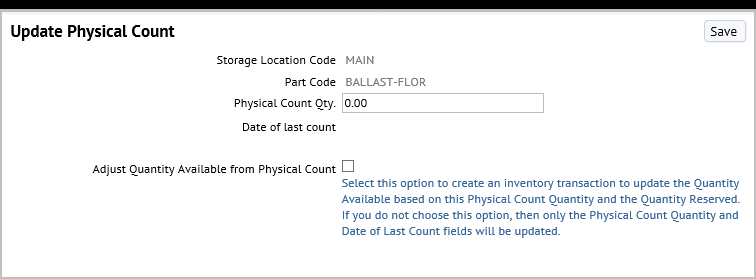 Update Physical Count
Save
Storage Location Code MAIN
Part Code BALLAST-FLOR
Physical Count Qty. 0.00
Date of last count
Adjust Quantity Available from Physical Count
Select this option to create an inventory transaction to update the Quantity
Available based on this Physical Count Quantity and the Quantity Reserved.
If you do not choose this option, then only the Physical Count Quantity and
Date of Last Count fields will be updated.